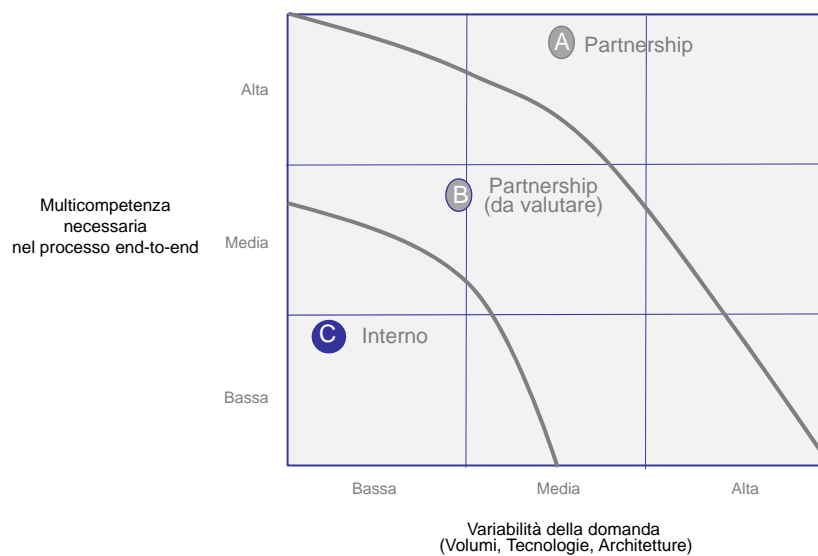 A Partnership
Alta
B Partnership
(da valutare)
Multicompetenza
necessaria
nel processo end-to-end
Media
C Interno
Bassa
Bassa Media Alta
Variabilità della domanda
(Volumi, Tecnologie, Architetture)